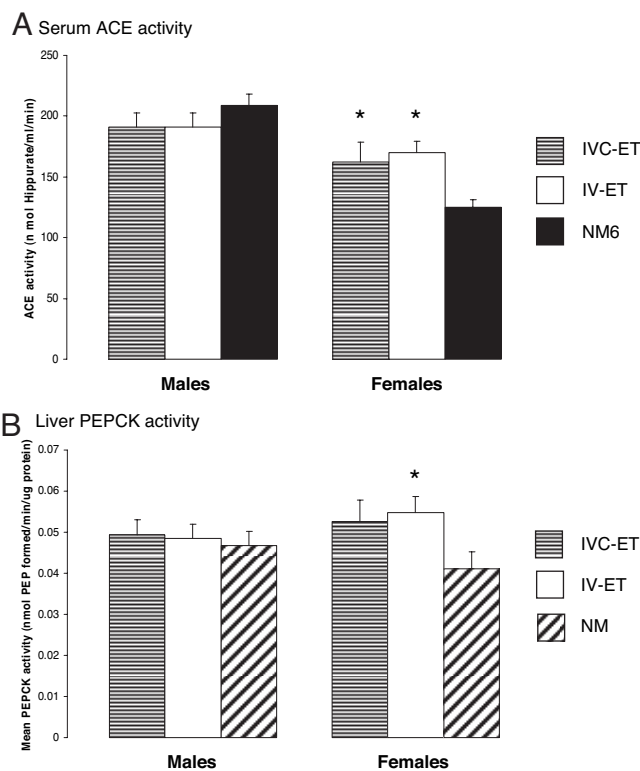 A Serum ACE activity
ACE activity (n mol Hippurate/ml/min)
250
200
150
100
50
0
* *
Males Females
IVC-ET
IV-ET
NM6
B Liver PEPCK activity
Mean PEPCK activity (nmol PEP formed/min/ug protein)
0.07
0.06
0.05
0.04
0.03
0.02
0.01
0
*
Males Females
IVC-ET
IV-ET
NM